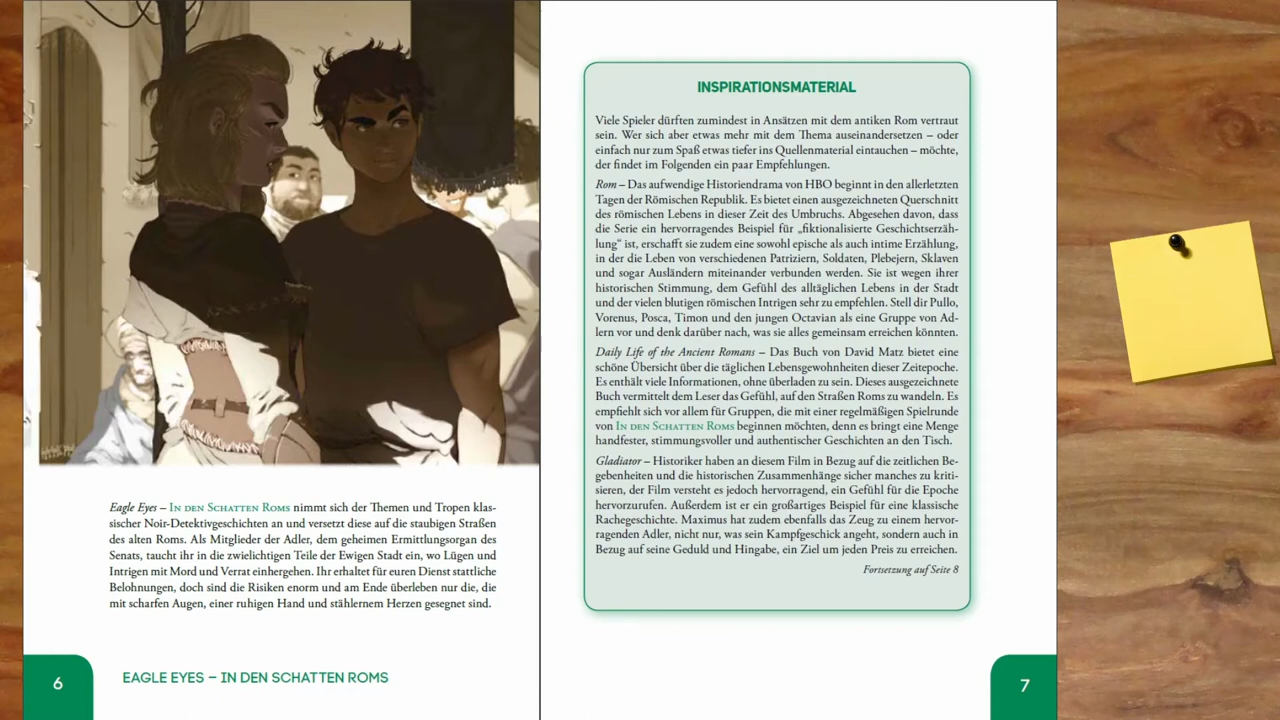 Eagle Eyes – In den Schatten Roms nimmt sich der Themen und Tropen klas-
sischer Noir-Detektivgeschichten an und versetzt diese auf die staubigen Straßen
des alten Roms. Als Mitglieder der Adler, dem geheimen Ermittlungsorgan des
Senats, taucht ihr in die zwielichtigen Teile der Ewigen Stadt ein, wo Lügen und
Intrigen mit Mord und Verrat einhergehen. Ihr erhaltet für euren Dienst stattliche
Belohnungen, doch sind die Risiken enorm und am Ende überleben nur die, die
mit scharfen Augen, einer ruhigen Hand und stählernem Herzen gesegnet sind.
6
EAGLE EYES – IN DEN SCHATTEN ROMS
INSPIRATIONSMATERIAL
Viele Spieler dürften zumindest in Ansätzen mit dem antiken Rom vertraut
sein. Wer sich aber etwas mehr mit dem Thema auseinandersetzen – oder
einfach nur zum Spaß etwas tiefer ins Quellenmaterial eintauchen – möchte,
der findet im Folgenden ein paar Empfehlungen.
Rom – Das aufwendige Historiendrama von HBO beginnt in den allerletzten
Tagen der Römischen Republik. Es bietet einen ausgezeichneten Querschnitt
des römischen Lebens in dieser Zeit des Umbruchs. Abgesehen davon, dass
die Serie ein hervorragendes Beispiel für „fiktionalisierte Geschichtserzäh-
lung“ ist, erschafft sie zudem eine sowohl epische als auch intime Erzählung,
in der die Leben von verschiedenen Patriziern, Soldaten, Plebejern, Sklaven
und sogar Ausländern miteinander verbunden werden. Sie ist wegen ihrer
historischen Stimmung, dem Gefühl des alltäglichen Lebens in der Stadt
und der vielen blutigen römischen Intrigen sehr zu empfehlen. Stell dir Pullo,
Vorenus, Posca, Timon und den jungen Octavian als eine Gruppe von Ad-
lern vor und denk darüber nach, was sie alles gemeinsam erreichen könnten.
Daily Life of the Ancient Romans – Das Buch von David Matz bietet eine
schöne Übersicht über die täglichen Lebensgewohnheiten dieser Zeitepoche.
Es enthält viele Informationen, ohne überladen zu sein. Dieses ausgezeichnete
Buch vermittelt dem Leser das Gefühl, auf den Straßen Roms zu wandeln. Es
empfiehlt sich vor allem für Gruppen, die mit einer regelmäßigen Spielrunde
von In den Schatten Roms beginnen möchten, denn es bringt eine Menge
handfester, stimmungsvoller und authentischer Geschichten an den Tisch.
Gladiator – Historiker haben an diesem Film in Bezug auf die zeitlichen Be-
gebenheiten und die historischen Zusammenhänge sicher manches zu kriti-
sieren, der Film versteht es jedoch hervorragend, ein Gefühl für die Epoche
hervorzurufen. Außerdem ist er ein großartiges Beispiel für eine klassische
Rachegeschichte. Maximus hat zudem ebenfalls das Zeug zu einem hervor-
ragenden Adler, nicht nur, was sein Kampfgeschick angeht, sondern auch in
Bezug auf seine Geduld und Hingabe, ein Ziel um jeden Preis zu erreichen.
Fortsetzung auf Seite 8
7